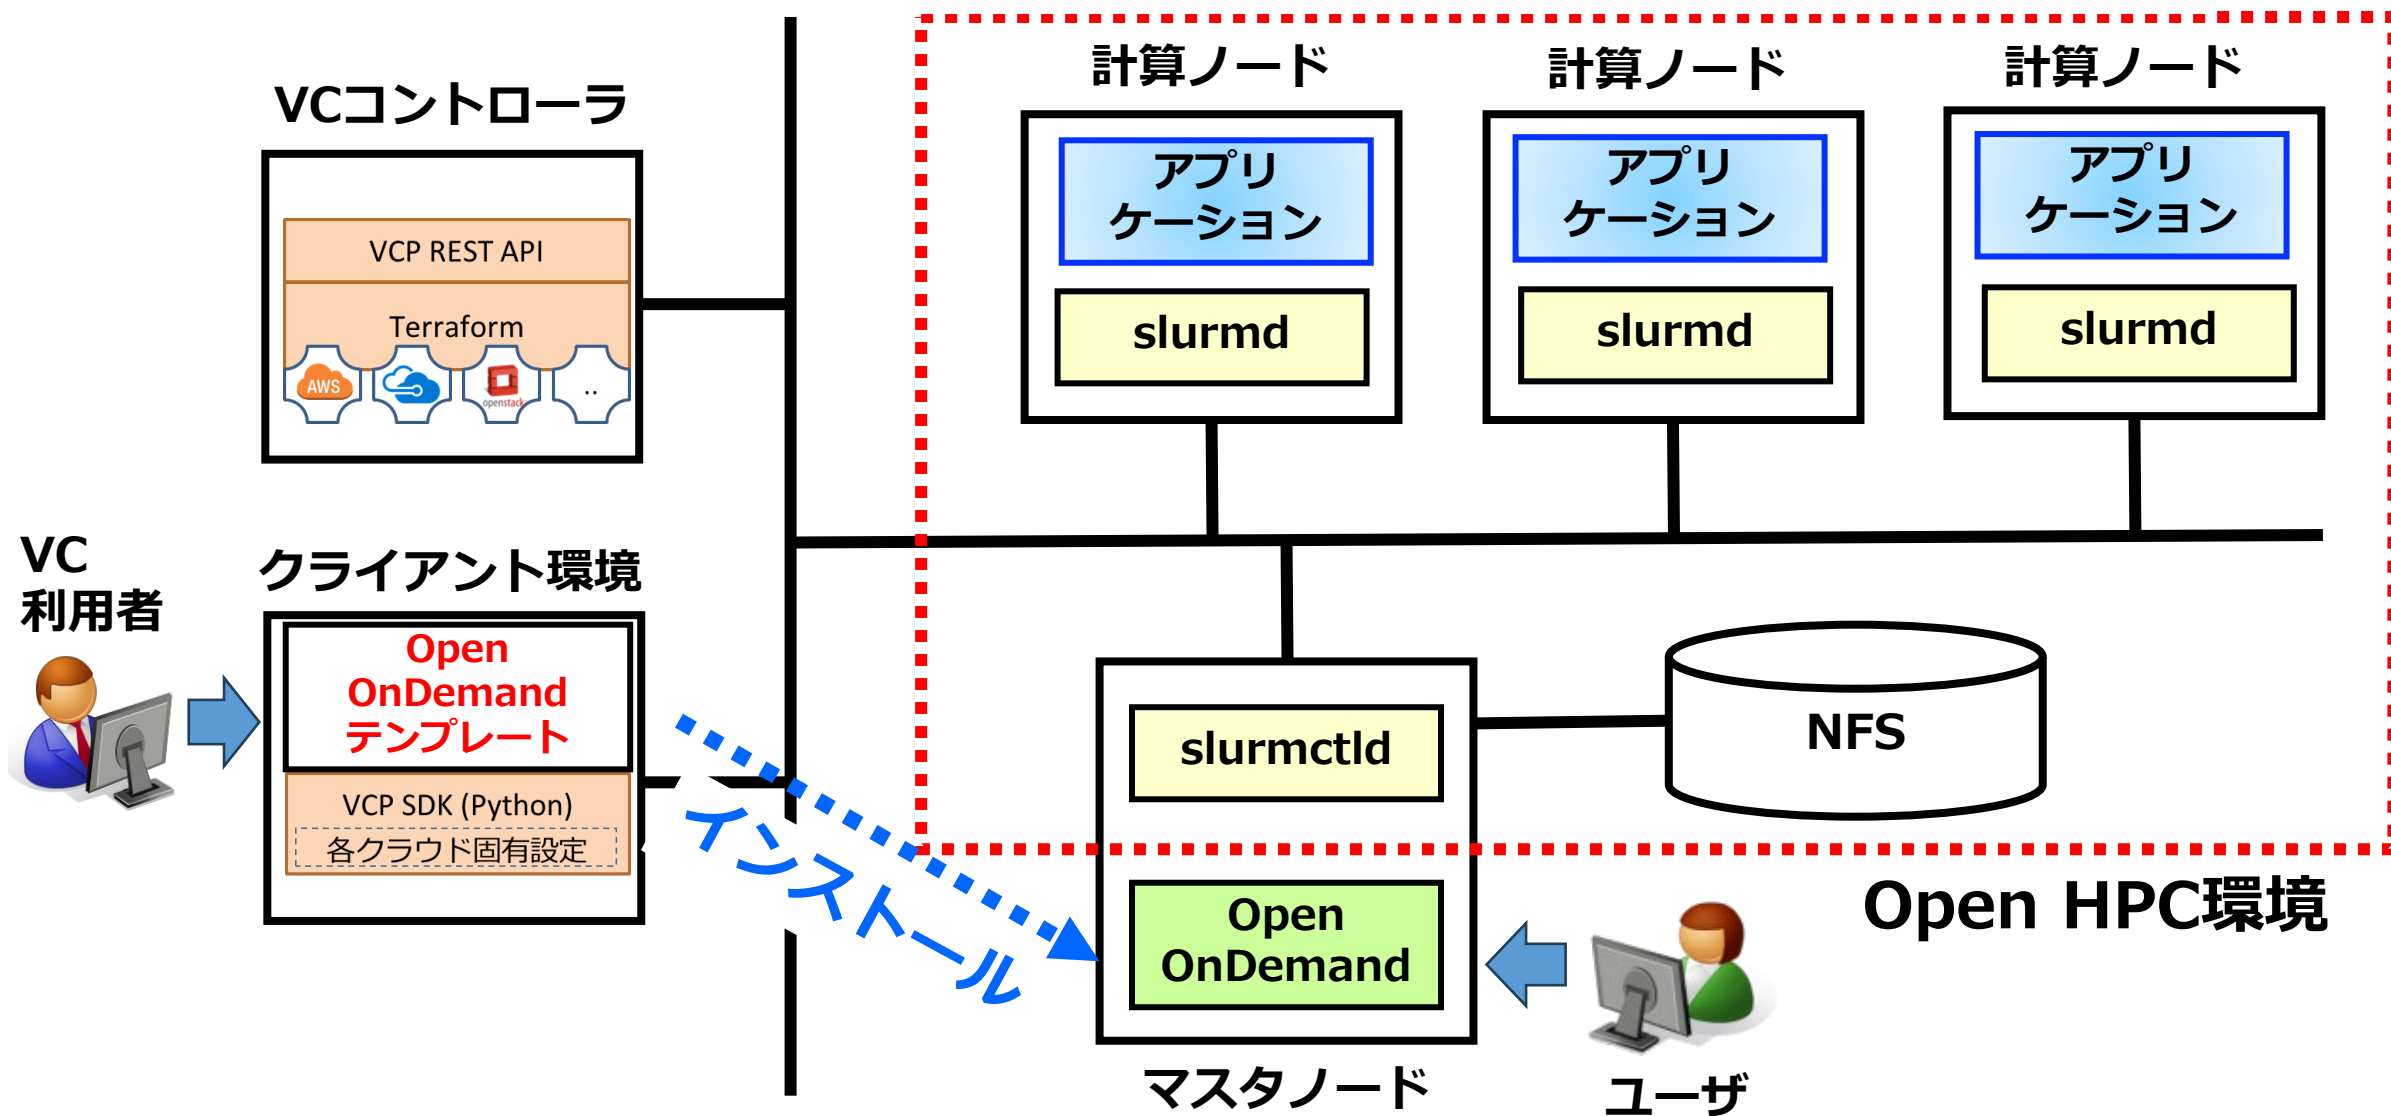 VCコントローラ
VCP REST API
Terraform
AWS
openstack
..
計算ノード
アプリ
ケーション
slurmd
計算ノード
アプリ
ケーション
slurmd
計算ノード
アプリ
ケーション
slurmd
VC
利用者
クライアント環境
Open
OnDemand
テンプレート
VCP SDK (Python)
各クラウド固有設定
インストール
slurmctld
NFS
Open
OnDemand
マスタノード
Open HPC環境
ユーザ